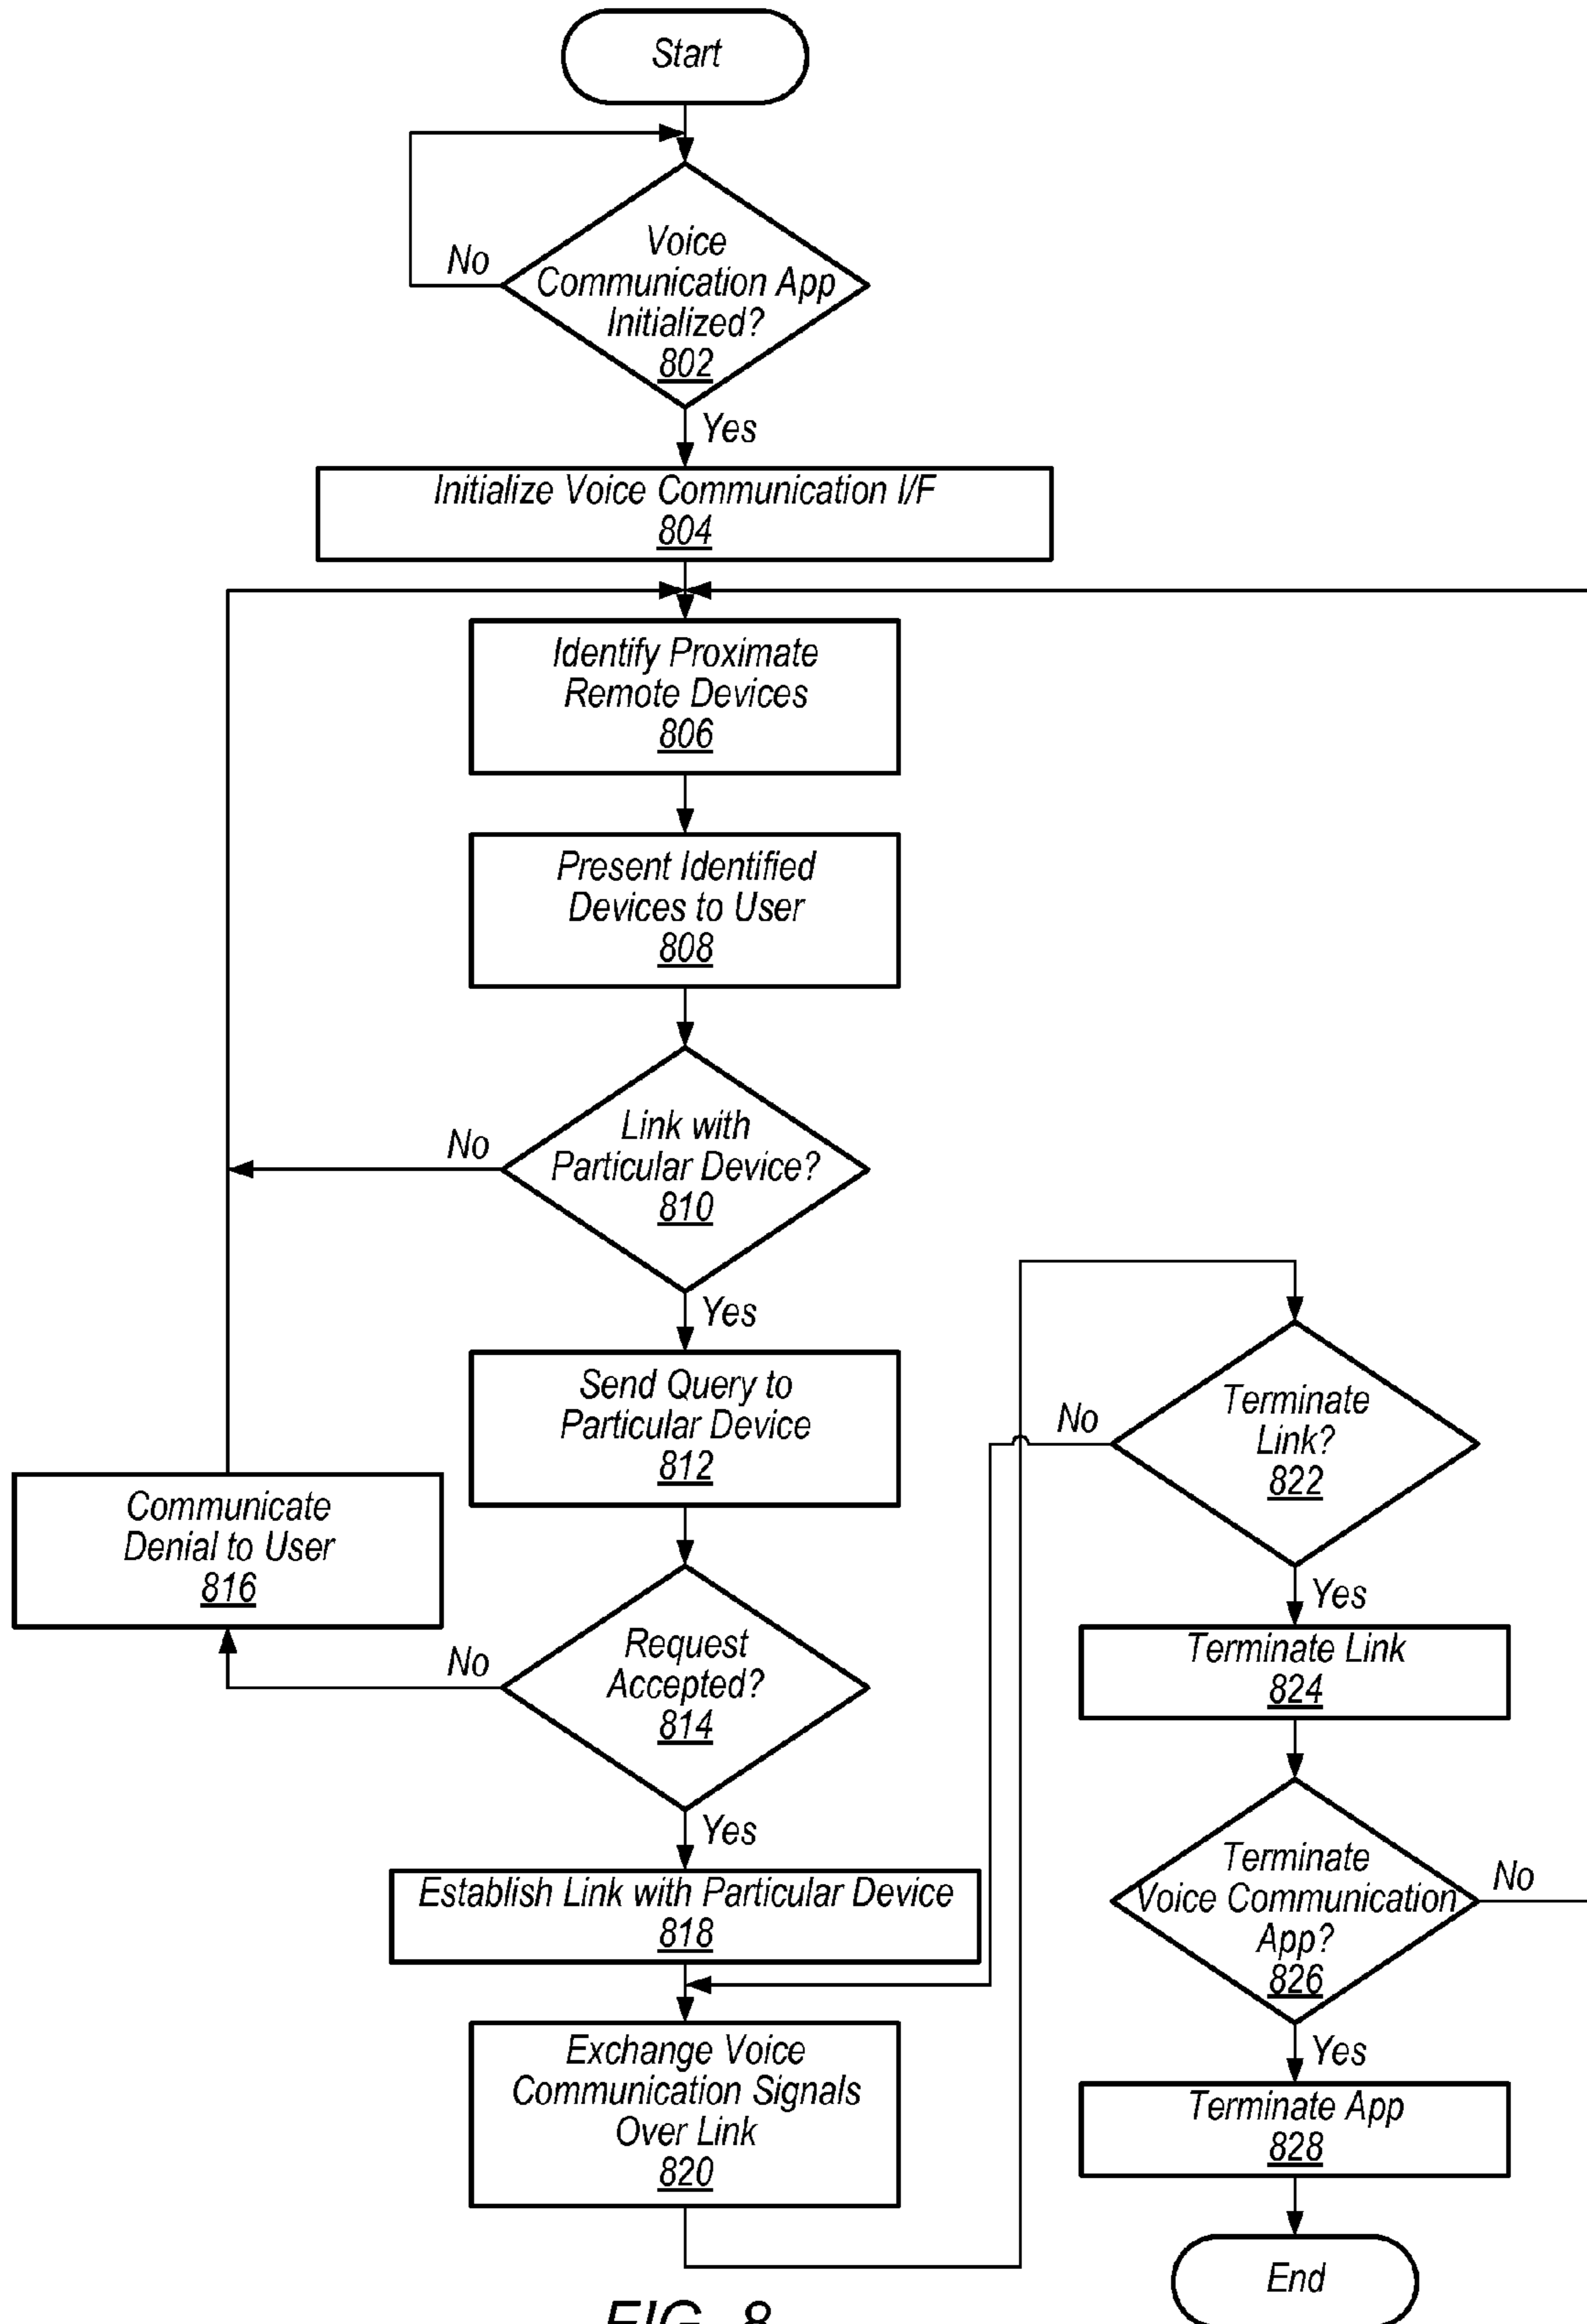 Start
Voice
Communication App
Initialized?
802
No
Yes
Initialize Voice Communication I/F
804
Identify Proximate
Remote Devices
806
Present Identified
Devices to User
808
Link with
Particular Device?
810
No
Yes
Send Query to
Particular Device
812
Communicate
Denial to User
816
Request
Accepted?
814
No
Yes
Establish Link with Particular Device
818
Exchange Voice
Communication Signals
Over Link
820
Terminate
Link?
822
No
Yes
Terminate Link
824
Terminate
Voice Communication
App?
826
No
Yes
Terminate App
828
End
FIG. 8